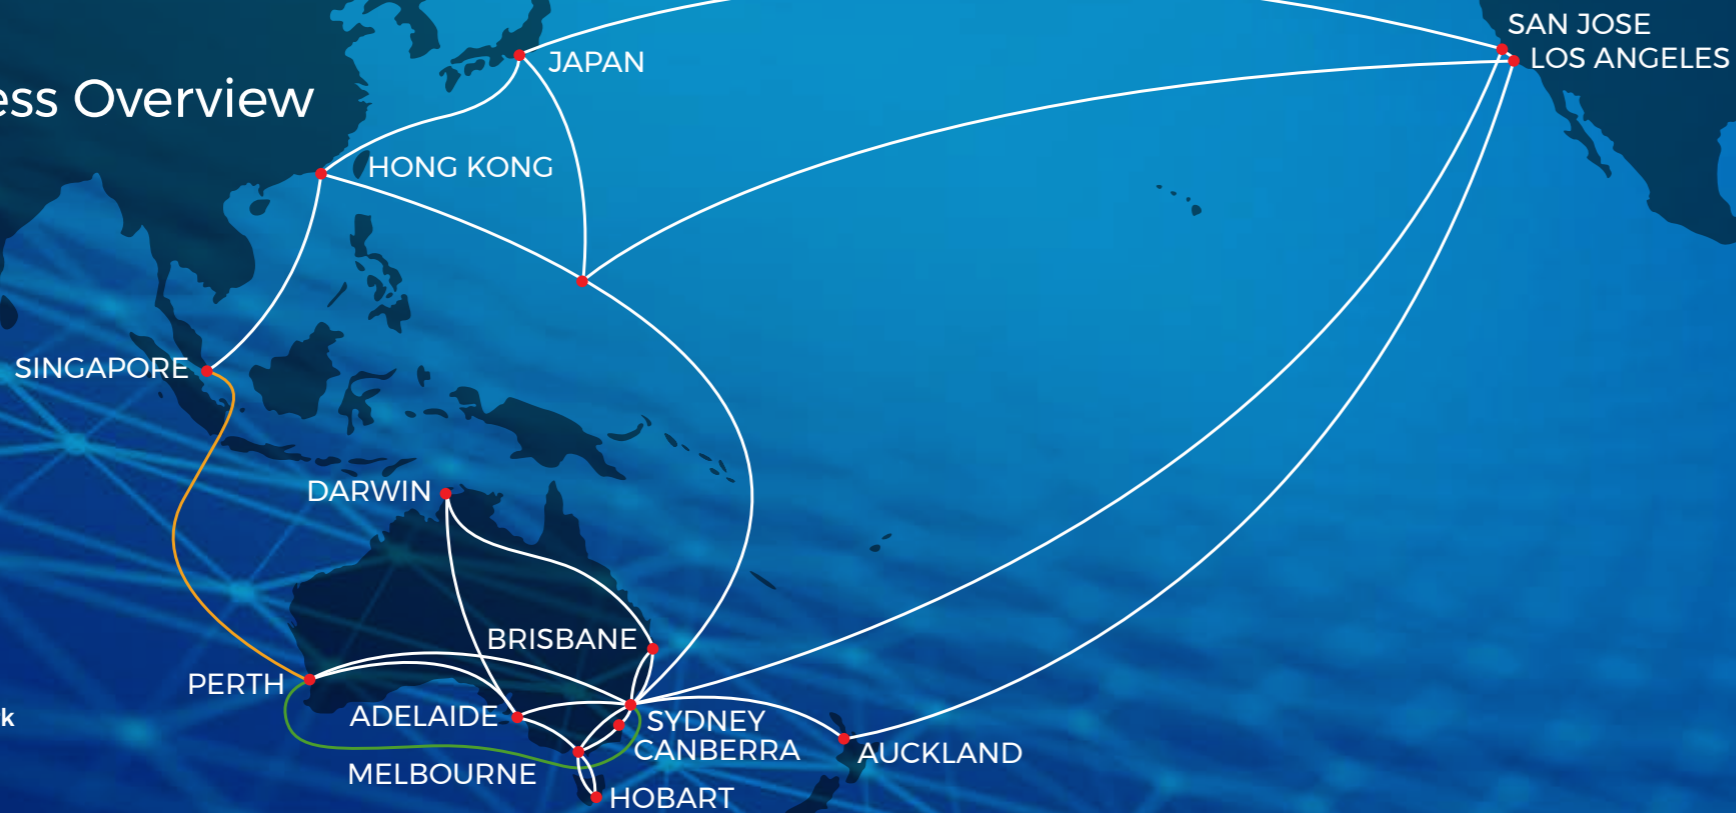 SAN JOSE
LOS ANGELES
JAPAN
ess Overview
HONG KONG
SINGAPORE
DARWIN
BRISBANE
PERTH
ADELAIDE
SYDNEY
k
CANBERRA
AUCKLAND
MELBOURNE
HOBART